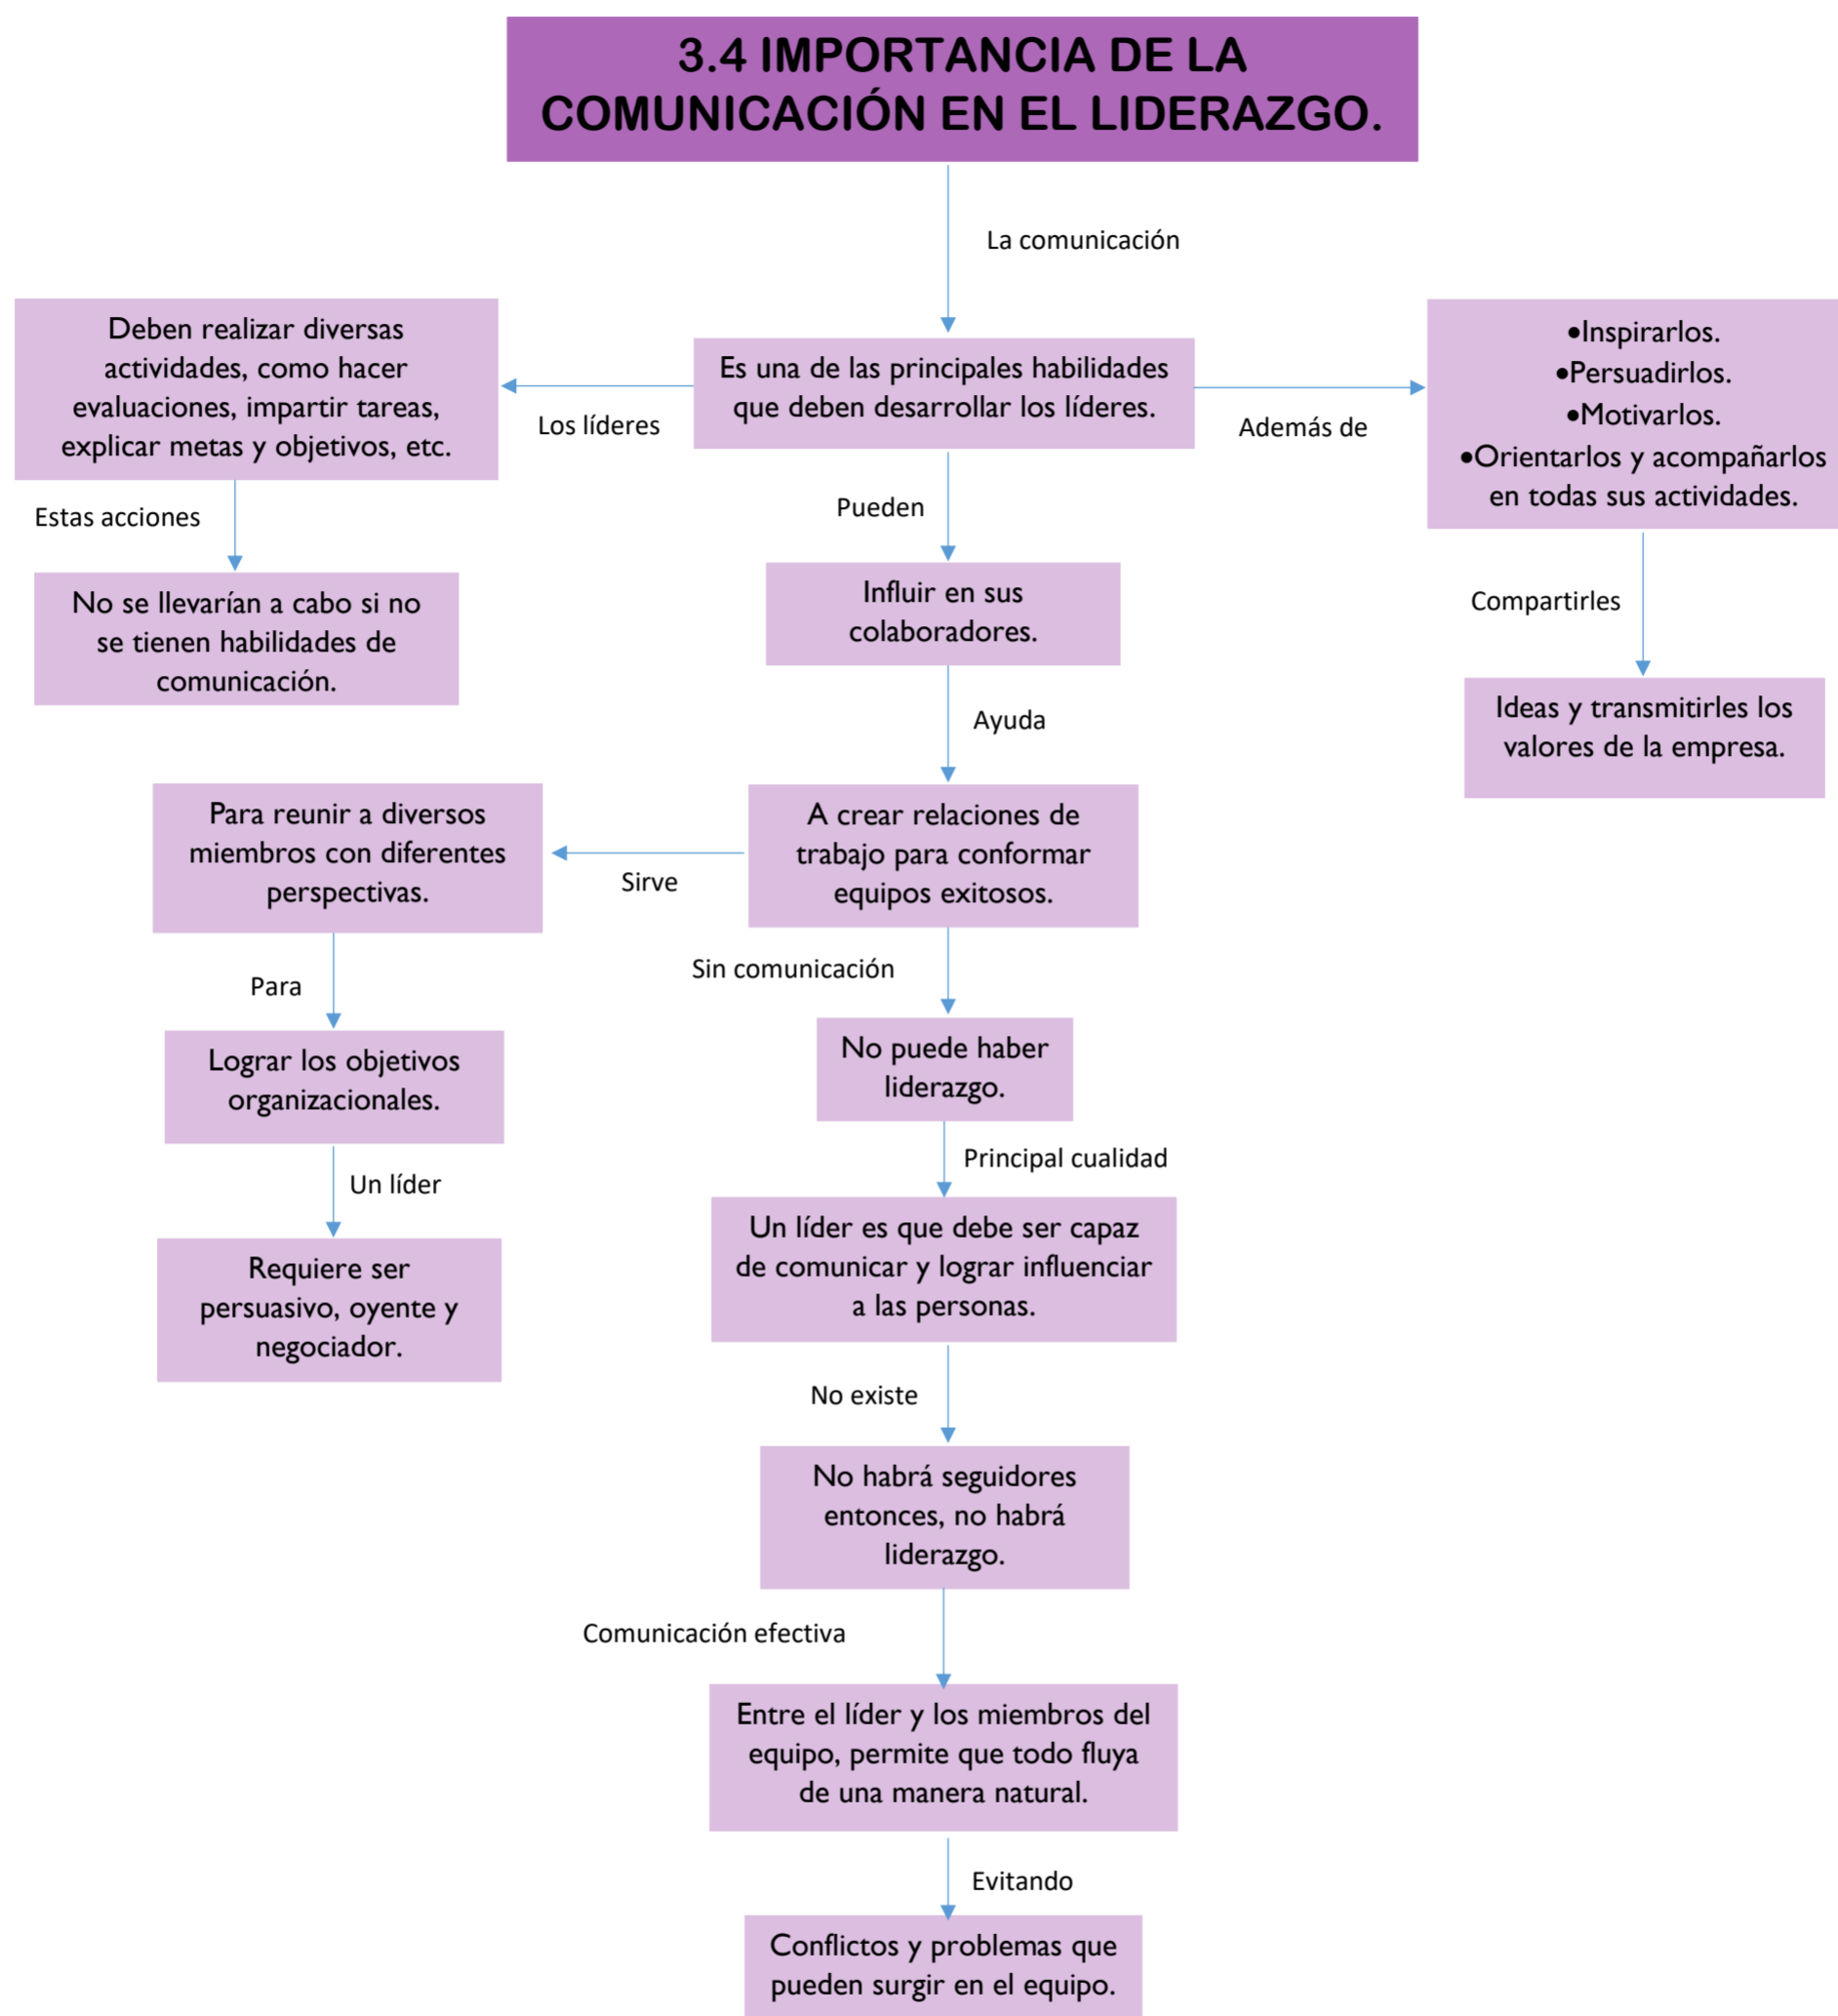 3.4 IMPORTANCIA DE LA
COMUNICACIÓN EN EL LIDERAZGO.
La comunicación
Es una de las principales habilidades
que deben desarrollar los líderes.
Los líderes
Deben realizar diversas
actividades, como hacer
evaluaciones, impartir tareas,
explicar metas y objetivos, etc.
Estas acciones
No se llevarían a cabo si no
se tienen habilidades de
comunicación.
Además de
•Inspirarlos.
•Persuadirlos.
•Motivarlos.
•Orientarlos y acompañarlos
en todas sus actividades.
Compartirles
Ideas y transmitirles los
valores de la empresa.
Pueden
Influir en sus
colaboradores.
Ayuda
A crear relaciones de
trabajo para conformar
equipos exitosos.
Sirve
Para reunir a diversos
miembros con diferentes
perspectivas.
Para
Lograr los objetivos
organizacionales.
Un líder
Requiere ser
persuasivo, oyente y
negociador.
Sin comunicación
No puede haber
liderazgo.
Principal cualidad
Un líder es que debe ser capaz
de comunicar y lograr influenciar
a las personas.
No existe
No habrá seguidores
entonces, no habrá
liderazgo.
Comunicación efectiva
Entre el líder y los miembros del
equipo, permite que todo fluya
de una manera natural.
Evitando
Conflictos y problemas que
pueden surgir en el equipo.